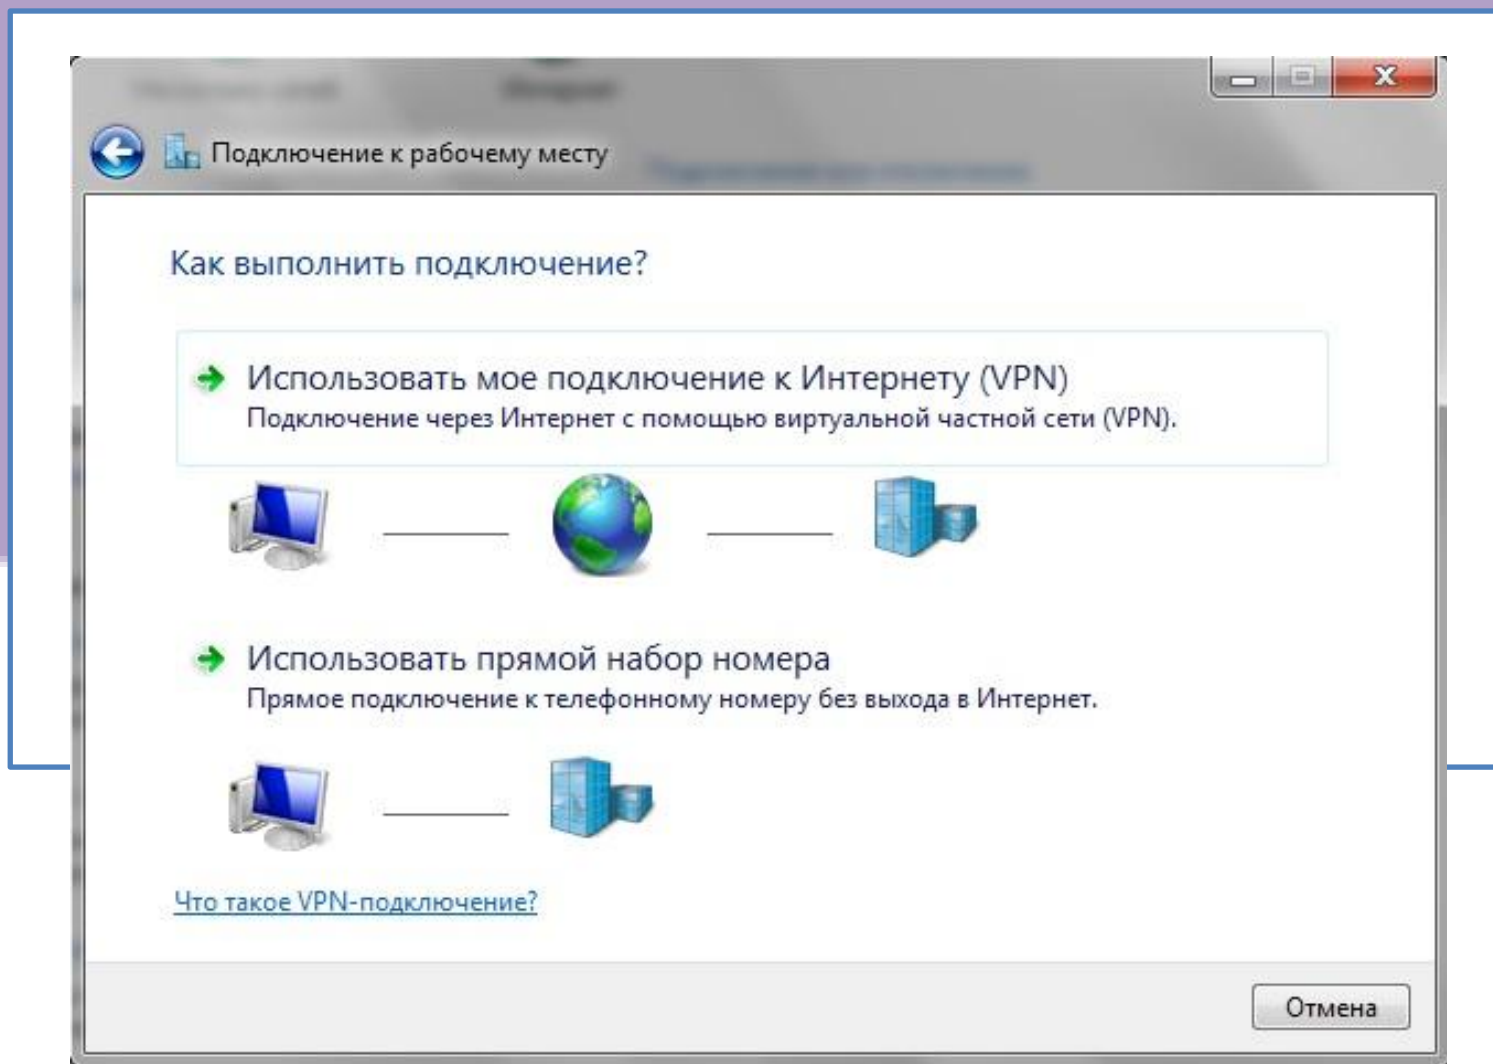 Подключение к рабочему месту
Как выполнить подключение?
Использовать мое подключение к Интернету (VPN)
Подключение через Интернет с помощью виртуальной частной сети (VPN).
Использовать прямой набор номера
Прямое подключение к телефонному номеру без выхода в Интернет.
Что такое VPN-подключение?
Отмена